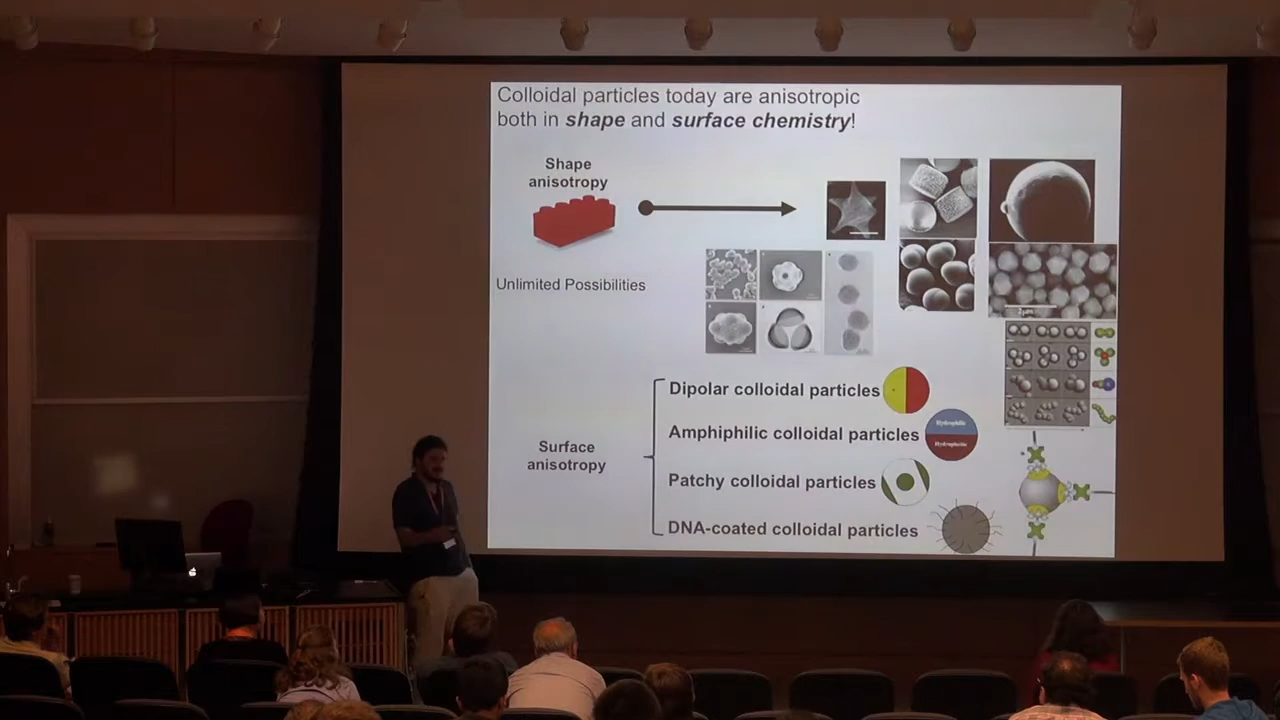 Colloidal particles today are anisotropic
both in shape and surface chemistry!
Shape
anisotropy
Unlimited Possibilities
2µm
Surface
anisotropy
Dipolar colloidal particles
Amphiphilic colloidal particles
Hydrophilic
Hydrophobic
Patchy colloidal particles
DNA-coated colloidal particles